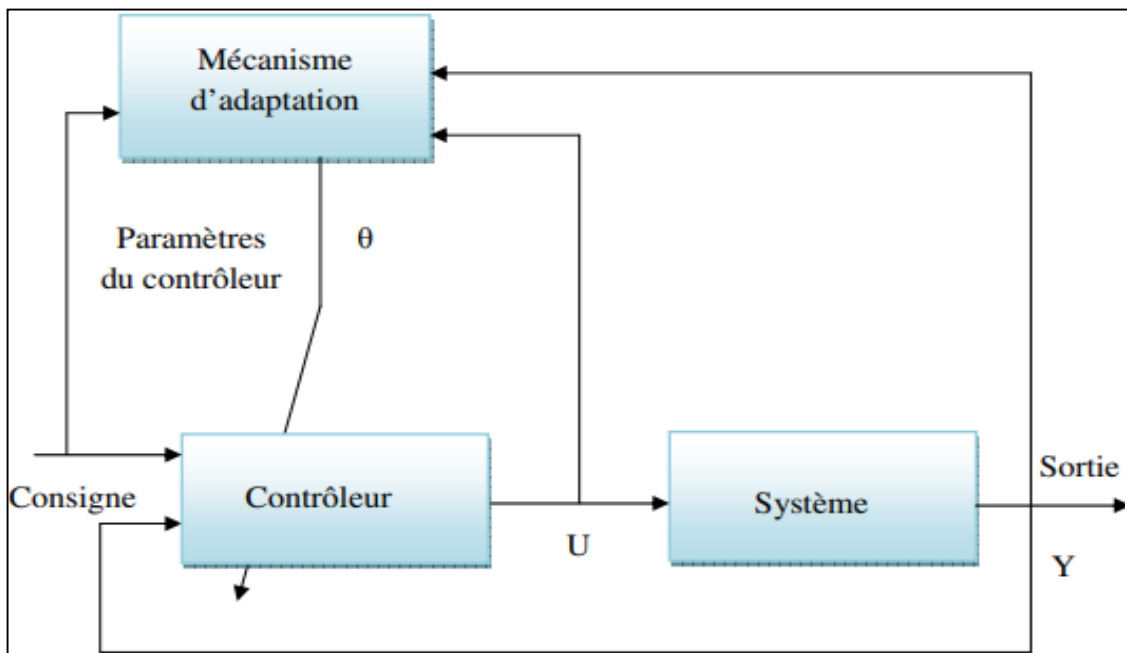 Mécanisme
d'adaptation
Paramètres
du contrôleur
θ
Consigne
Contrôleur
U
Système
Sortie
Y